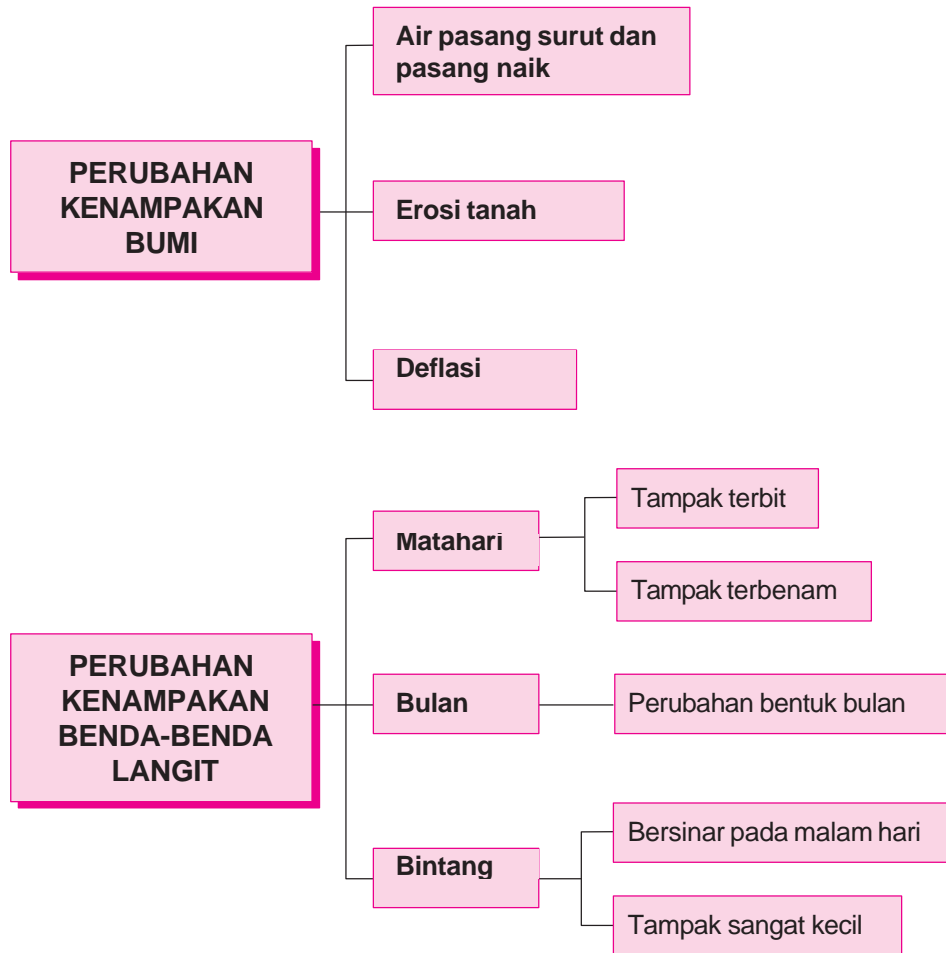 Air pasang surut dan
pasang naik
PERUBAHAN
KENAMPAKAN
BUMI
Erosi tanah
Deflasi
Tampak terbit
Matahari
Tampak terbenam
PERUBAHAN
KENAMPAKAN
BENDA-BENDA
LANGIT
Bulan
Perubahan bentuk bulan
Bersinar pada malam hari
Bintang
Tampak sangat kecil